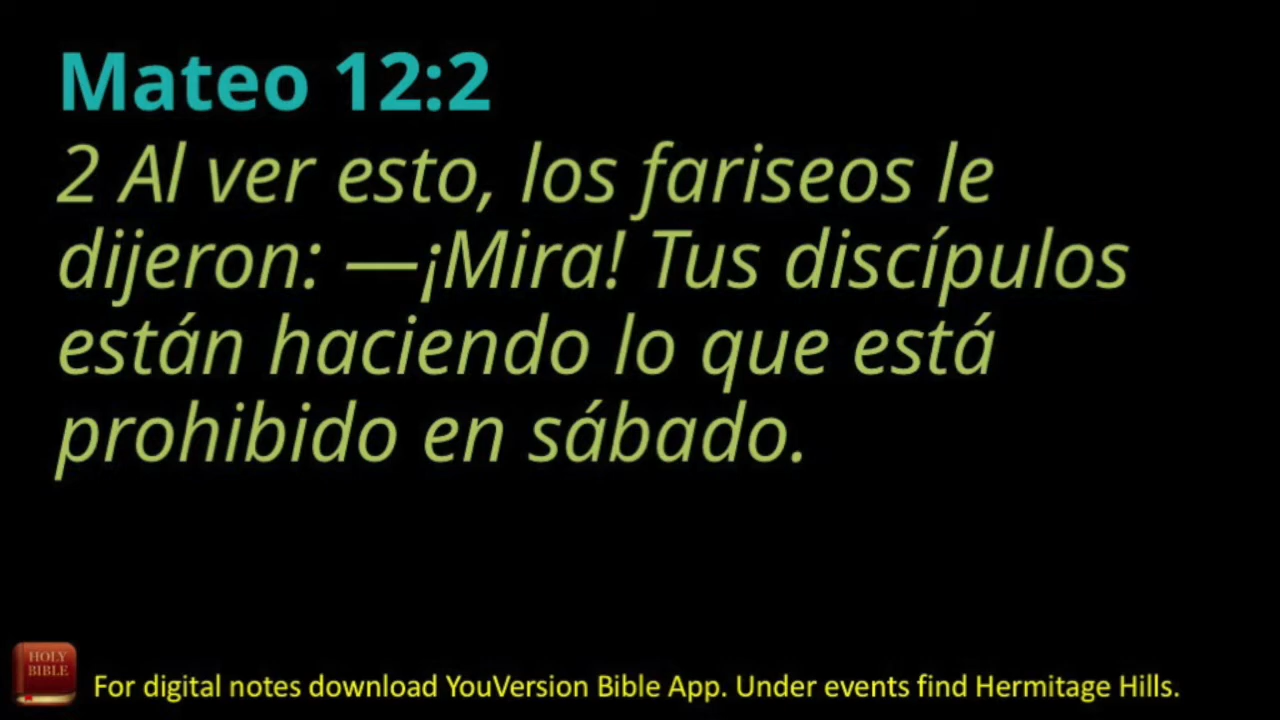 Mateo 12:2
2 Al ver esto, los fariseos le
dijeron: —¡Mira! Tus discípulos
están haciendo lo que está
prohibido en sábado.
HOLY
BIBLE
For digital notes download YouVersion Bible App. Under events find Hermitage Hills.